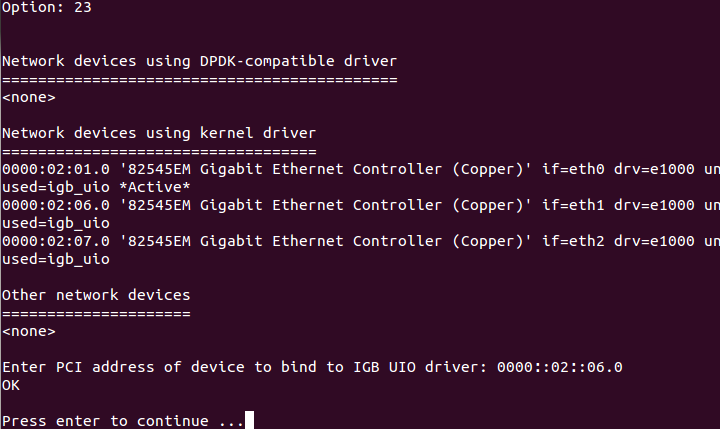 Option: 23
Network devices using DPDK-compatible driver
============================================
<none>
Network devices using kernel driver
===================================
0000:02:01.0 '82545EM Gigabit Ethernet Controller (Copper)' if=eth0 drv=e1000 un
used=igb_uio *Active*
0000:02:06.0 '82545EM Gigabit Ethernet Controller (Copper)' if=eth1 drv=e1000 un
used=igb_uio
0000:02:07.0 '82545EM Gigabit Ethernet Controller (Copper)' if=eth2 drv=e1000 un
used=igb_uio
Other network devices
=====================
<none>
Enter PCI address of device to bind to IGB UIO driver: 0000::02::06.0
OK
Press enter to continue ...